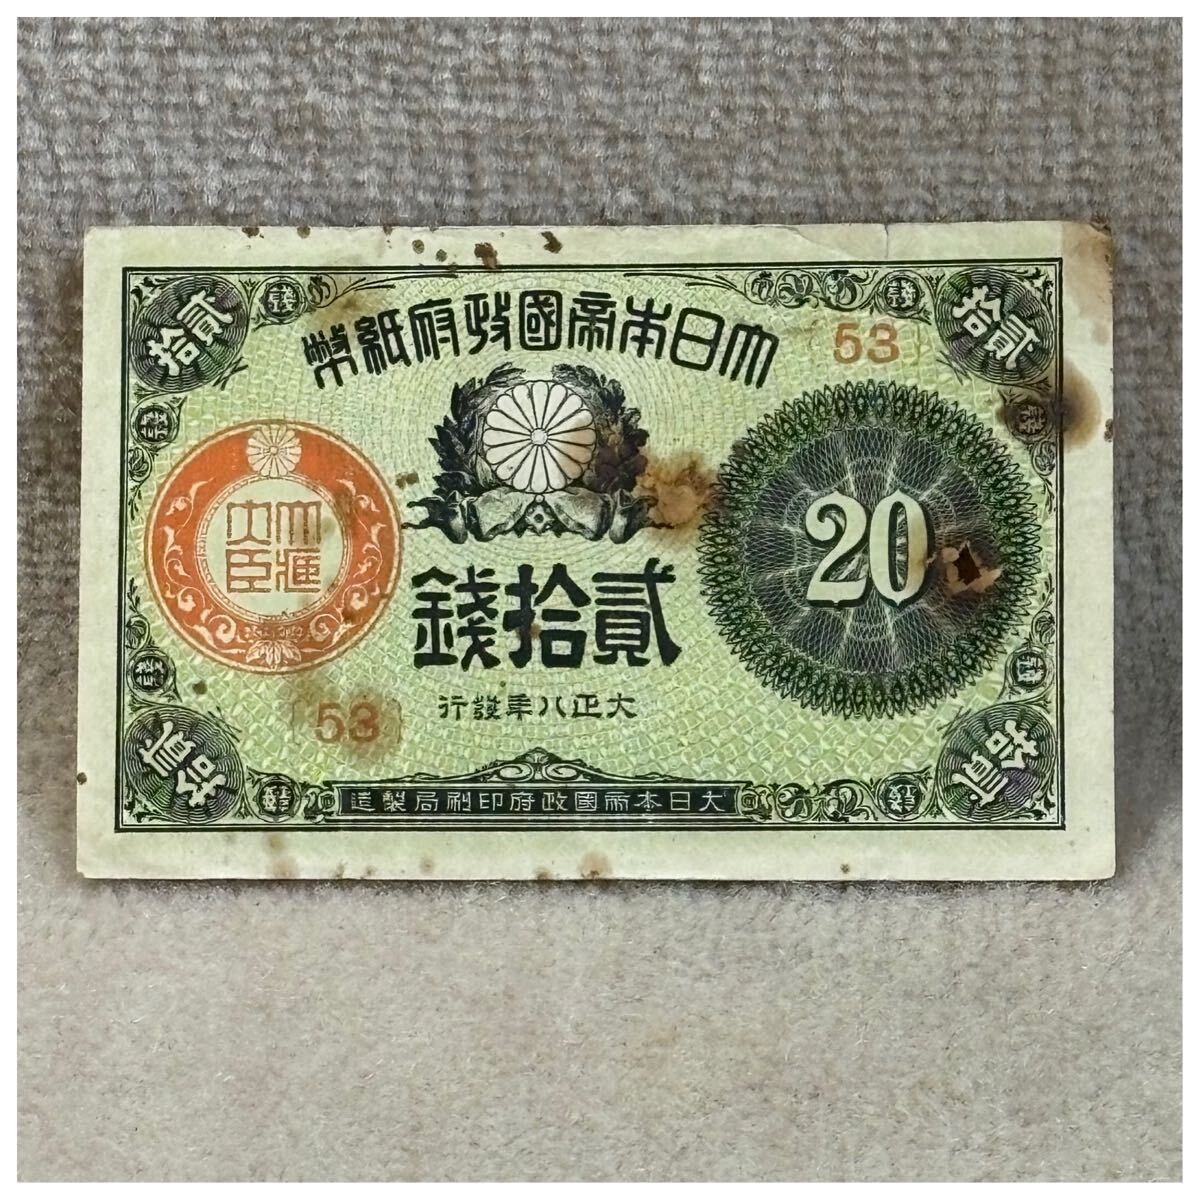 大日本帝國政府紙幣
53
大藏
大臣
20
貳拾錢
大正八年發行
53
大日本帝國政府印刷局製造
貳拾
貳拾
貳拾
貳拾